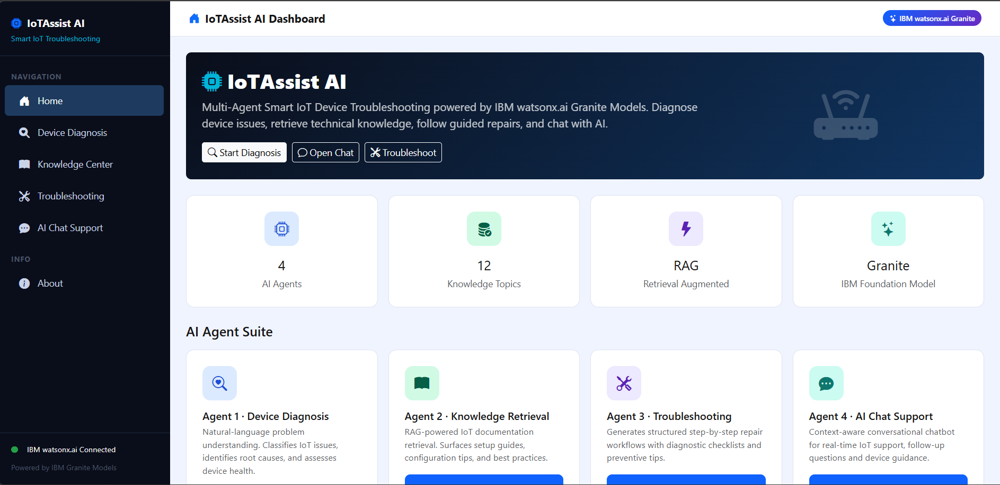 IoTAssist AI
Smart IoT Troubleshooting
NAVIGATION
Home
Device Diagnosis
Knowledge Center
Troubleshooting
AI Chat Support
INFO
About
IBM watsonx.ai Connected
Powered by IBM Granite Models
IoTAssist AI Dashboard
IBM watsonx.ai Granite
IoTAssist AI
Multi-Agent Smart IoT Device Troubleshooting powered by IBM watsonx.ai Granite Models. Diagnose
device issues, retrieve technical knowledge, follow guided repairs, and chat with AI.
Start Diagnosis
Open Chat
Troubleshoot
4
AI Agents
12
Knowledge Topics
RAG
Retrieval Augmented
Granite
IBM Foundation Model
AI Agent Suite
Agent 1 · Device Diagnosis
Natural-language problem
understanding. Classifies IoT issues,
identifies root causes, and assesses
device health.
Agent 2 · Knowledge Retrieval
RAG-powered IoT documentation
retrieval. Surfaces setup guides,
configuration tips, and best practices.
Agent 3 · Troubleshooting
Generates structured step-by-step repair
workflows with diagnostic checklists and
preventive tips.
Agent 4 · AI Chat Support
Context-aware conversational chatbot
for real-time IoT support, follow-up
questions and device guidance.